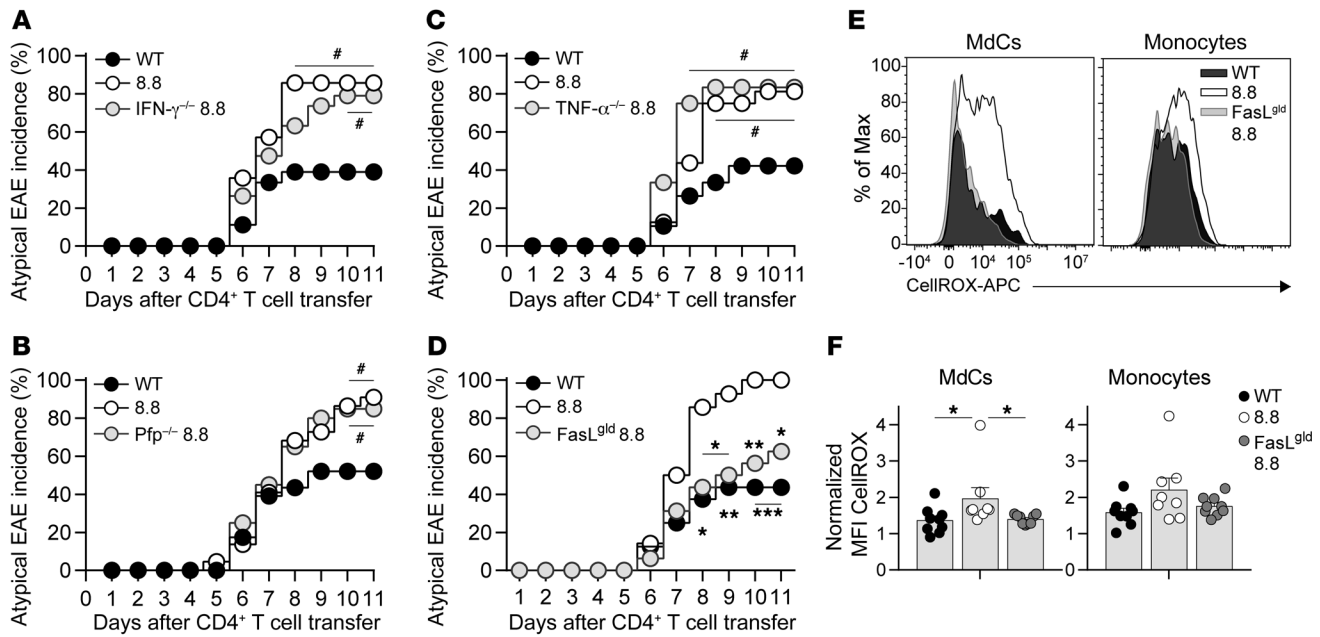 A
Atypical EAE incidence (%)
100
80
60
40
20
0
WT
8.8
IFN-γ⁻/⁻ 8.8
#
#
0 1 2 3 4 5 6 7 8 9 10 11
Days after CD4⁺ T cell transfer
C
Atypical EAE incidence (%)
100
80
60
40
20
0
WT
8.8
TNF-α⁻/⁻ 8.8
#
#
0 1 2 3 4 5 6 7 8 9 10 11
Days after CD4⁺ T cell transfer
E
MdCs
Monocytes
% of Max
100
80
60
40
20
0
WT
8.8
FasLᵍˡᵈ
8.8
-10⁴ 0 10⁴ 10⁵ 10⁷
CellROX-APC
B
Atypical EAE incidence (%)
100
80
60
40
20
0
WT
8.8
Pfp⁻/⁻ 8.8
#
#
0 1 2 3 4 5 6 7 8 9 10 11
Days after CD4⁺ T cell transfer
D
Atypical EAE incidence (%)
100
80
60
40
20
0
WT
8.8
FasLᵍˡᵈ 8.8
* ** *
* ** ***
1 2 3 4 5 6 7 8 9 10 11
Days after CD4⁺ T cell transfer
F
MdCs
Monocytes
Normalized
MFI CellROX
4
3
2
1
0
* *
4
3
2
1
0
WT
8.8
FasLᵍˡᵈ
8.8